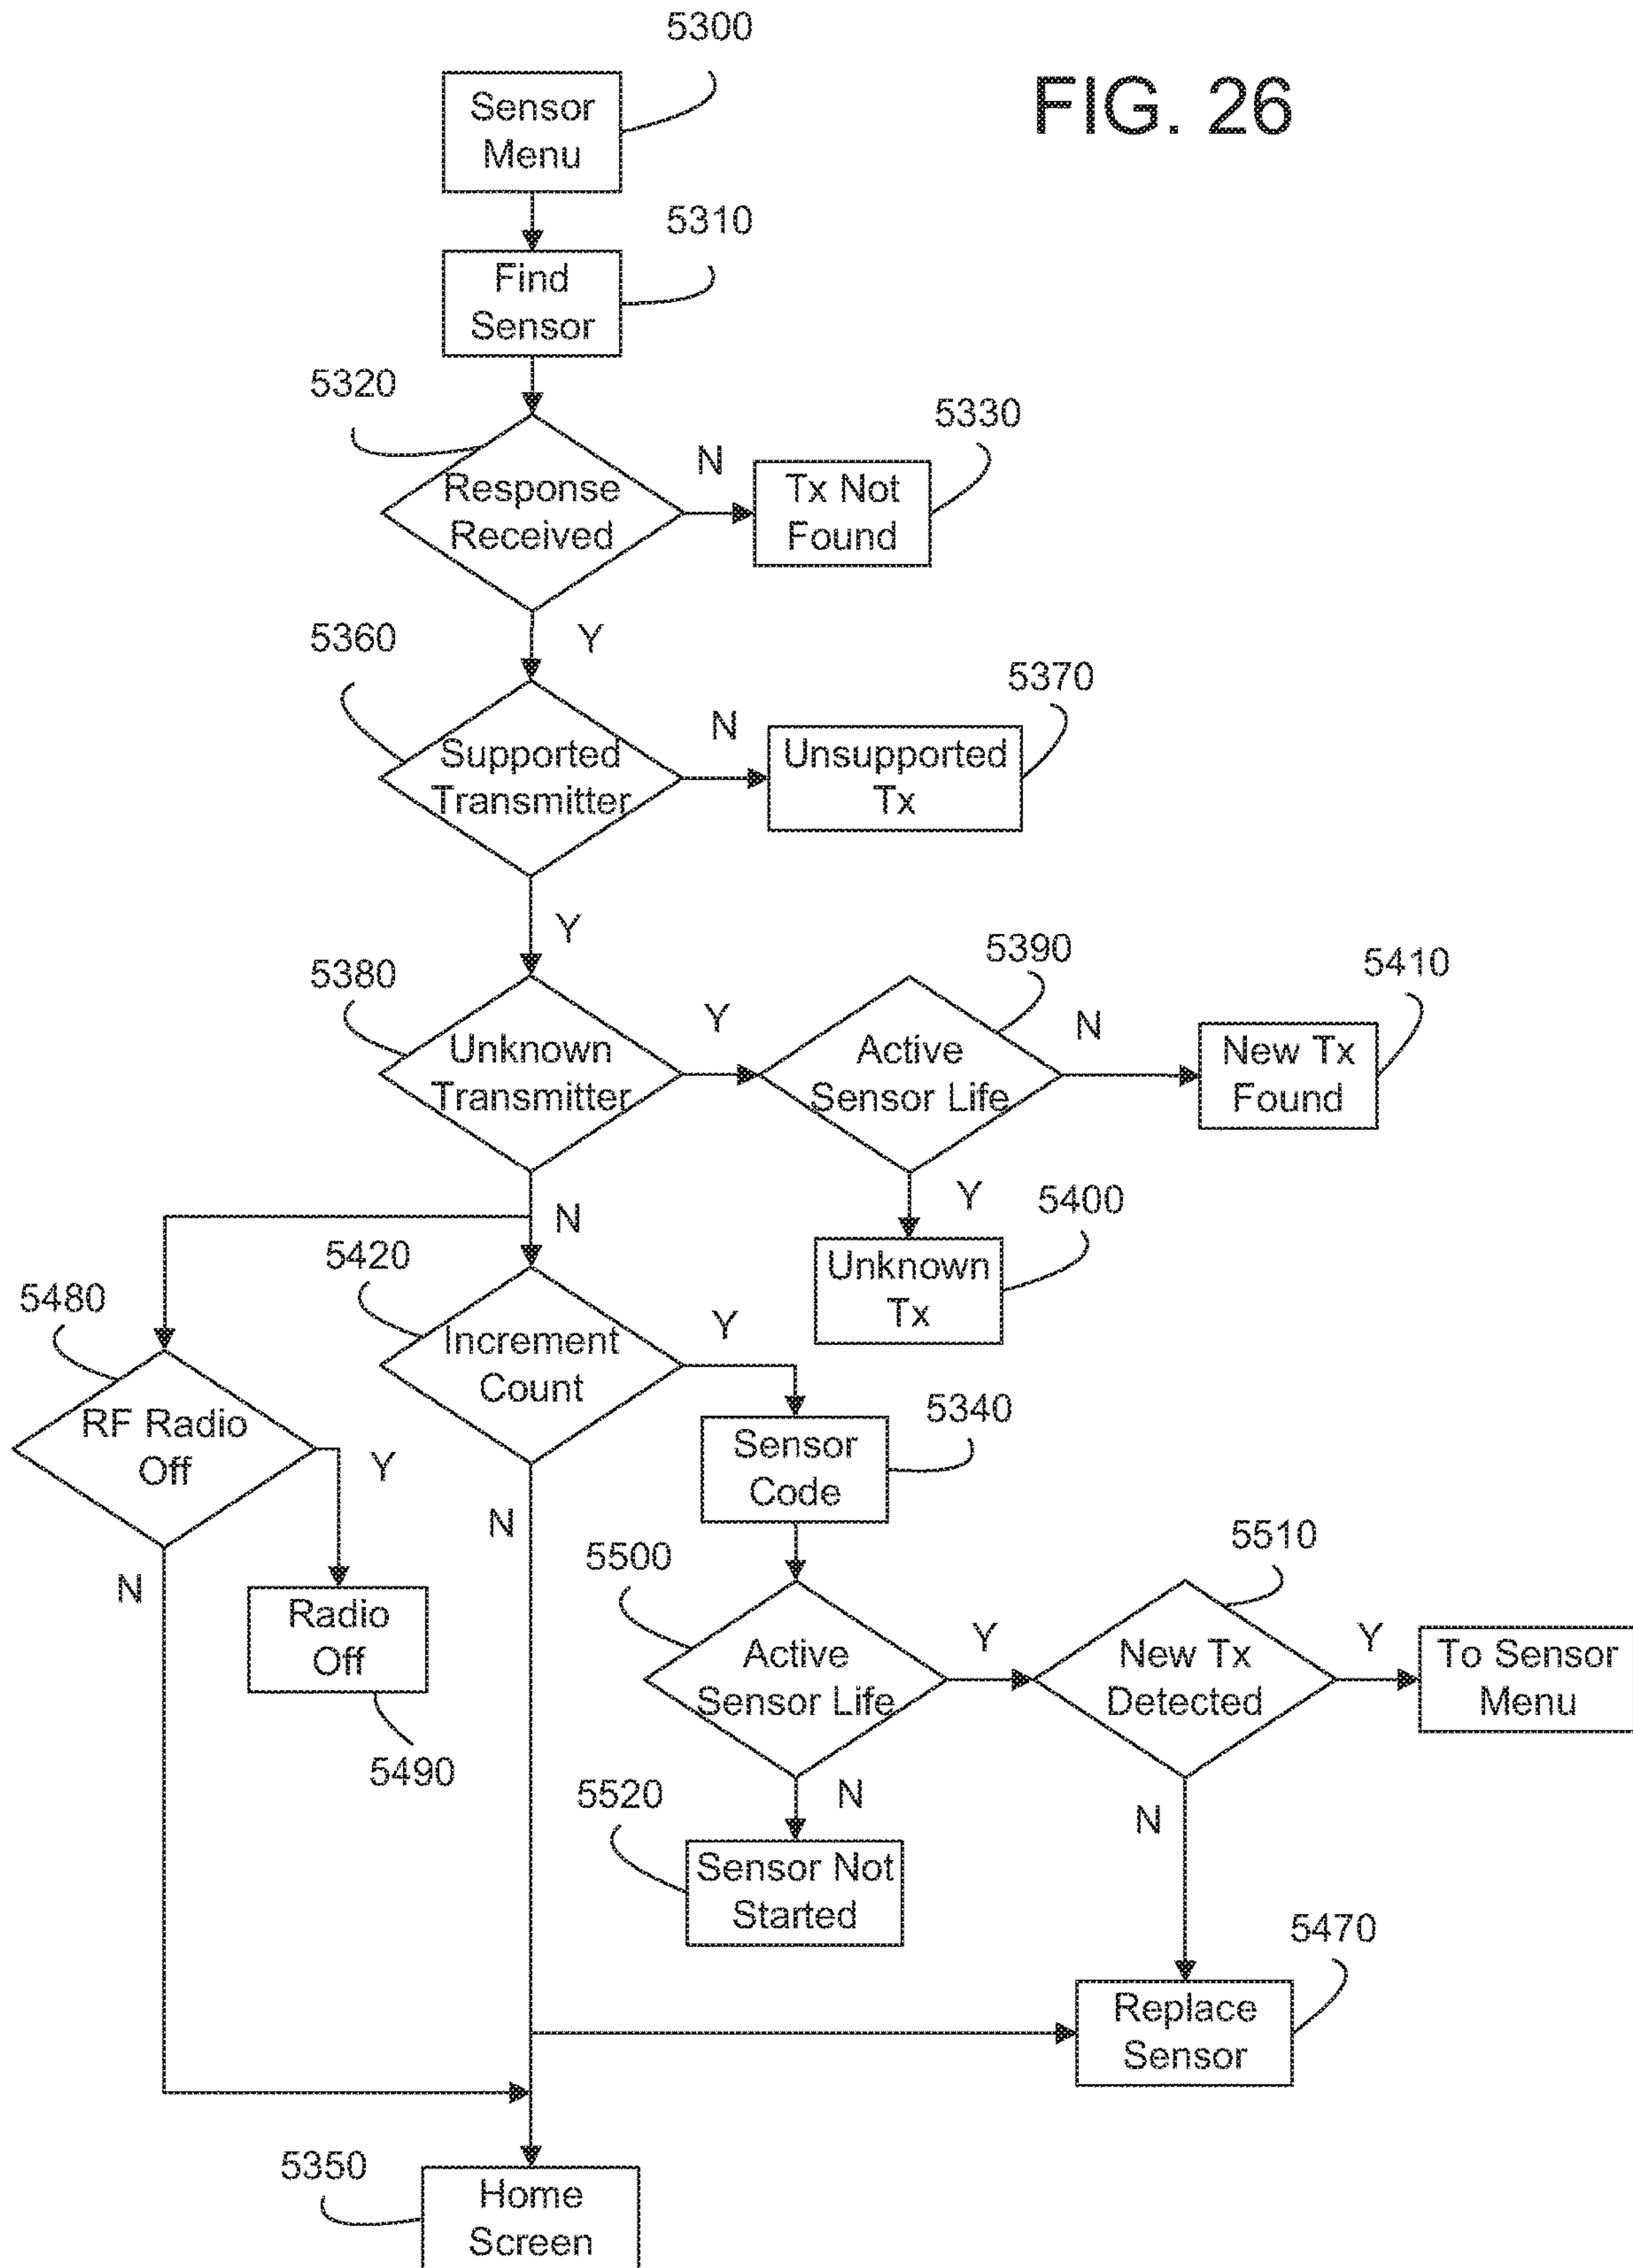 5300
FIG. 26
Sensor
Menu
5310
Find
Sensor
5320
5330
N
Response
Received
Tx Not
Found
Y
5360
5370
N
Supported
Transmitter
Unsupported
Tx
Y
5380
5390
5410
Y
N
Unknown
Transmitter
Active
Sensor Life
New Tx
Found
N
Y
5400
5420
Unknown
Tx
5480
Y
Increment
Count
RF Radio
Off
Y
5340
Sensor
Code
N
5510
5500
N
Radio
Off
Y
Y
Active
Sensor Life
New Tx
Detected
To Sensor
Menu
5490
5520
N
N
Sensor Not
Started
5470
Replace
Sensor
5350
Home
Screen